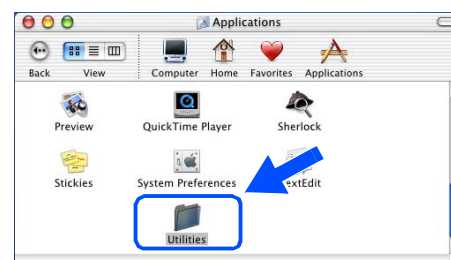 Applications
Back View Computer Home Favorites Applications
Preview QuickTime Player Sherlock
Stickies System Preferences extEdit
Utilities